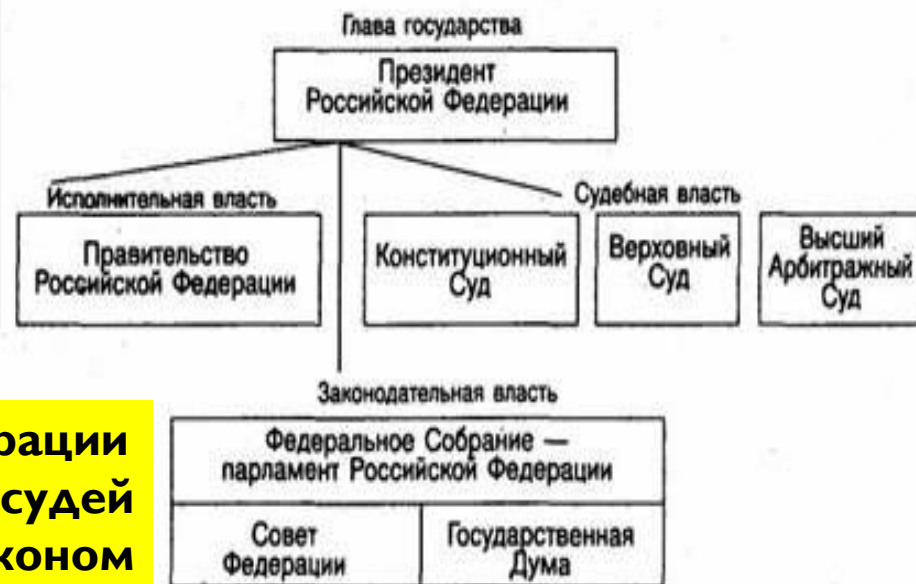 Глава государства
Президент
Российской Федерации
Исполнительная власть
Судебная власть
Правительство
Российской Федерации
Конституционный
Суд
Верховный
Суд
Высший
Арбитражный
Суд
Законодательная власть
Федеральное Собрание —
парламент Российской Федерации
Совет
Федерации
Государственная
Дума
рации
судей
коном